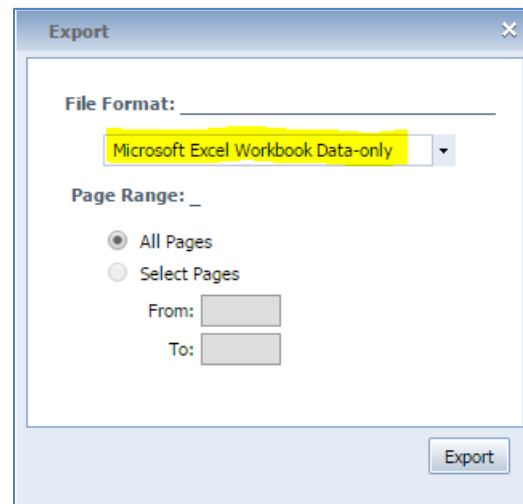 Export
File Format:
Microsoft Excel Workbook Data-only
Page Range:
All Pages
Select Pages
From:
To:
Export